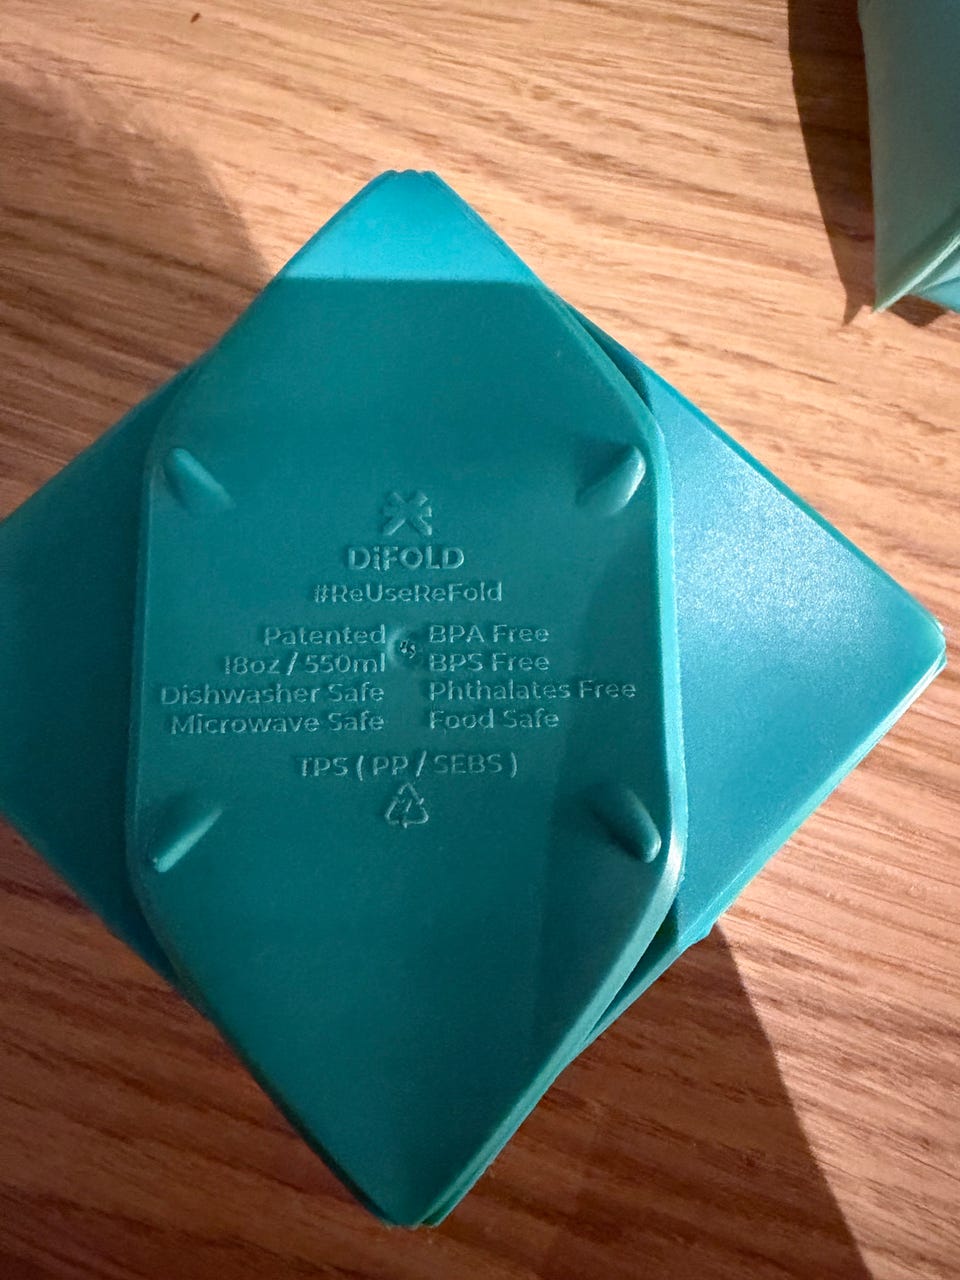 DiFOLD
#ReUseReFold
Patented BPA Free
18oz / 550ml BPS Free
Dishwasher Safe Phthalates Free
Microwave Safe Food Safe
TPS ( PP / SEBS )
7